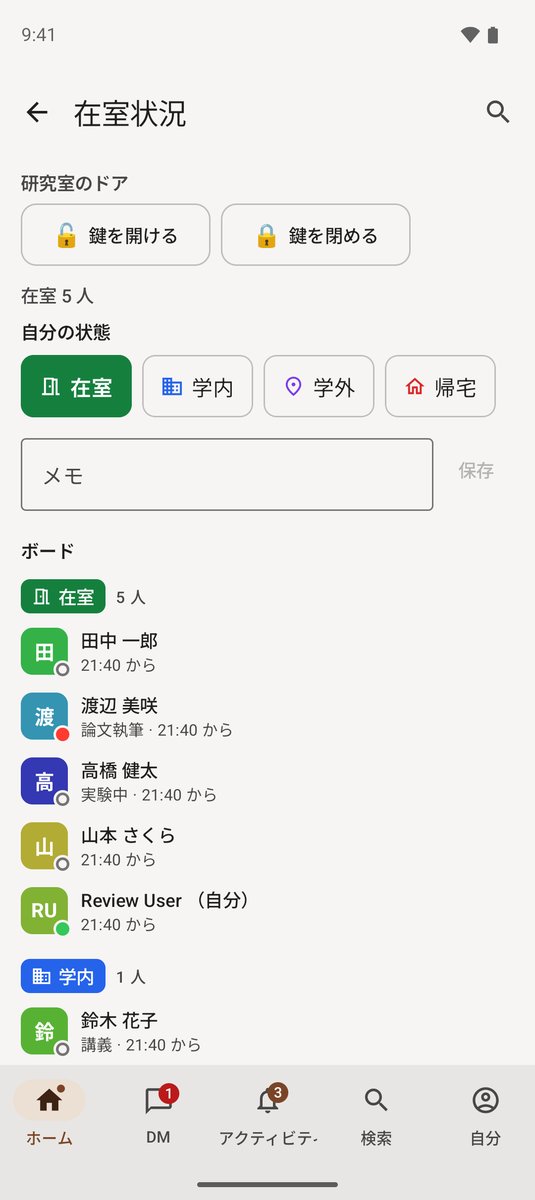 9:41
在室状況
研究室のドア
鍵を開ける
鍵を閉める
在室 5 人
自分の状態
在室
学内
学外
帰宅
メモ
保存
ボード
在室
5 人
田
田中 一郎
21:40 から
渡
渡辺 美咲
論文執筆 · 21:40 から
高
高橋 健太
実験中 · 21:40 から
山
山本 さくら
21:40 から
RU
Review User （自分）
21:40 から
学内
1 人
鈴
鈴木 花子
講義 · 21:40 から
1
3
ホーム
DM
アクティビティ
検索
自分